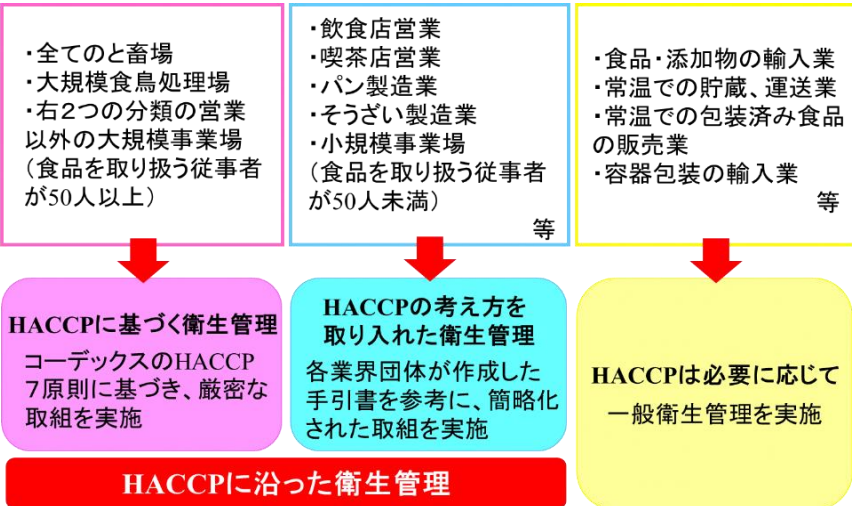 ・全てのと畜場
・大規模食鳥処理場
・右２つの分類の営業
以外の大規模事業場
(食品を取り扱う従事者
が50人以上)
・飲食店営業
・喫茶店営業
・パン製造業
・そうざい製造業
・小規模事業場
(食品を取り扱う従事者
が50人未満)
等
・食品・添加物の輸入業
・常温での貯蔵、運送業
・常温での包装済み食品
の販売業
・容器包装の輸入業
等
HACCPに基づく衛生管理
コーデックスのHACCP
７原則に基づき、厳密な
取組を実施
HACCPの考え方を
取り入れた衛生管理
各業界団体が作成した
手引書を参考に、簡略化
された取組を実施
HACCPは必要に応じて
一般衛生管理を実施
HACCPに沿った衛生管理